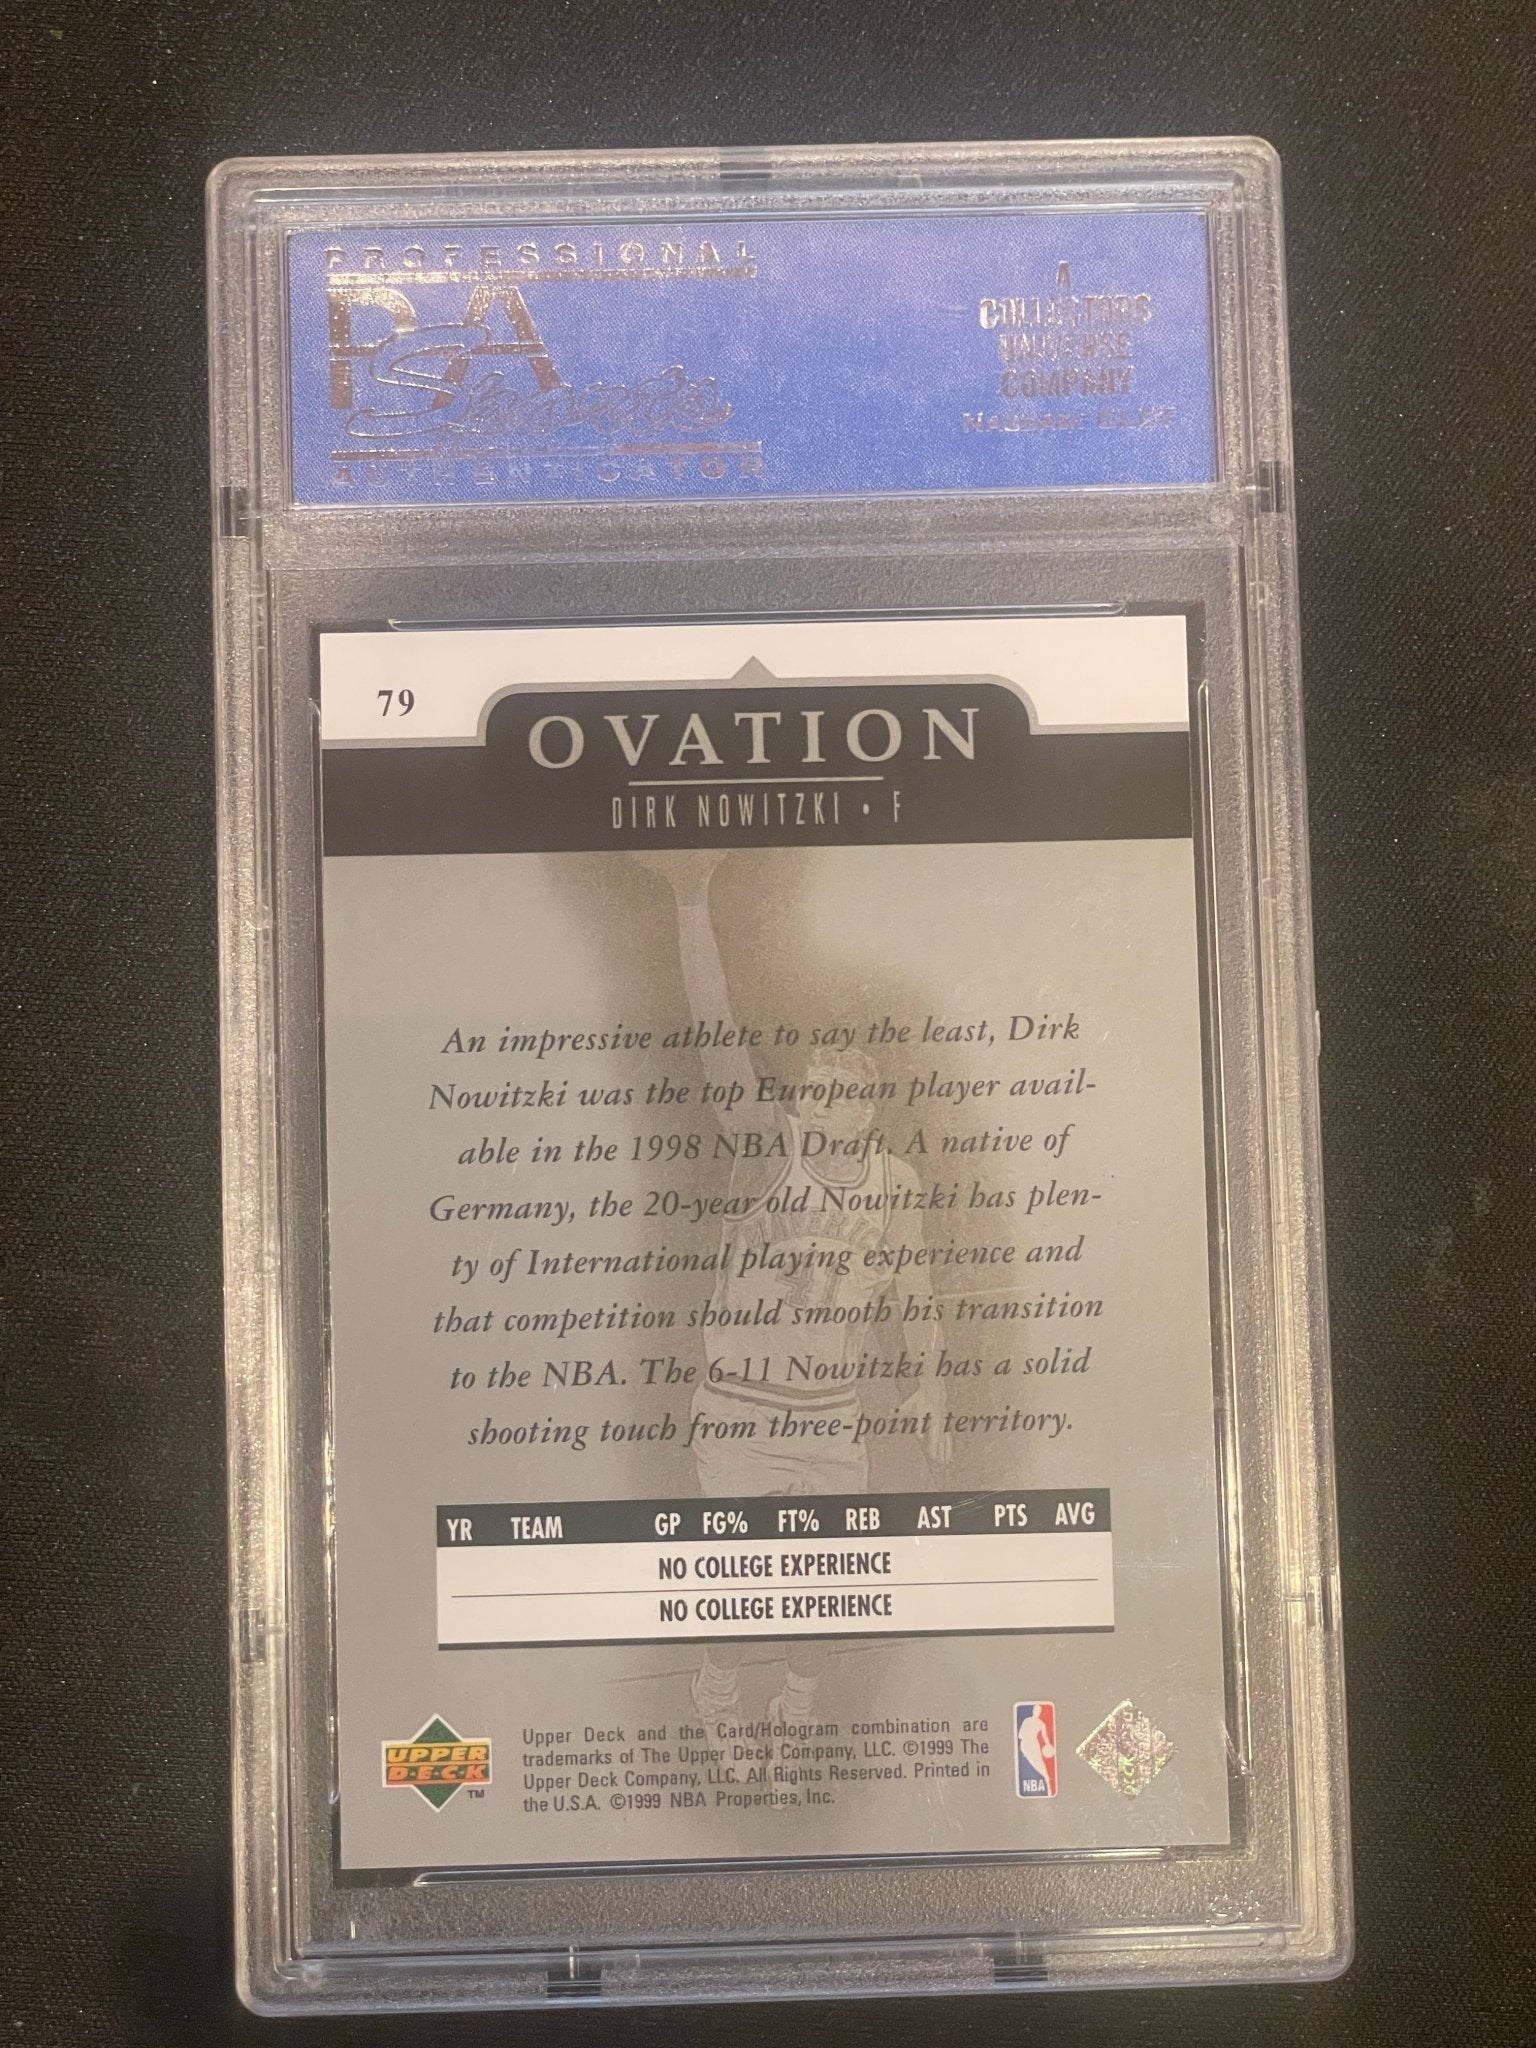 PROFESSIONAL
PSA
Sports
AUTHENTICATOR
A
COLLECTORS
UNIVERSE
COMPANY
79
OVATION
DIRK NOWITZKI • F
An impressive athlete to say the least, Dirk
Nowitzki was the top European player avail-
able in the 1998 NBA Draft. A native of
Germany, the 20-year old Nowitzki has plen-
ty of International playing experience and
that competition should smooth his transition
to the NBA. The 6-11 Nowitzki has a solid
shooting touch from three-point territory.
YR TEAM GP FG% FT% REB AST PTS AVG
NO COLLEGE EXPERIENCE
NO COLLEGE EXPERIENCE
UPPER
D•E•C•K
TM
Upper Deck and the Card/Hologram combination are
trademarks of The Upper Deck Company, LLC. ©1999 The
Upper Deck Company, LLC. All Rights Reserved. Printed in
the U.S.A. ©1999 NBA Properties, Inc.
NBA